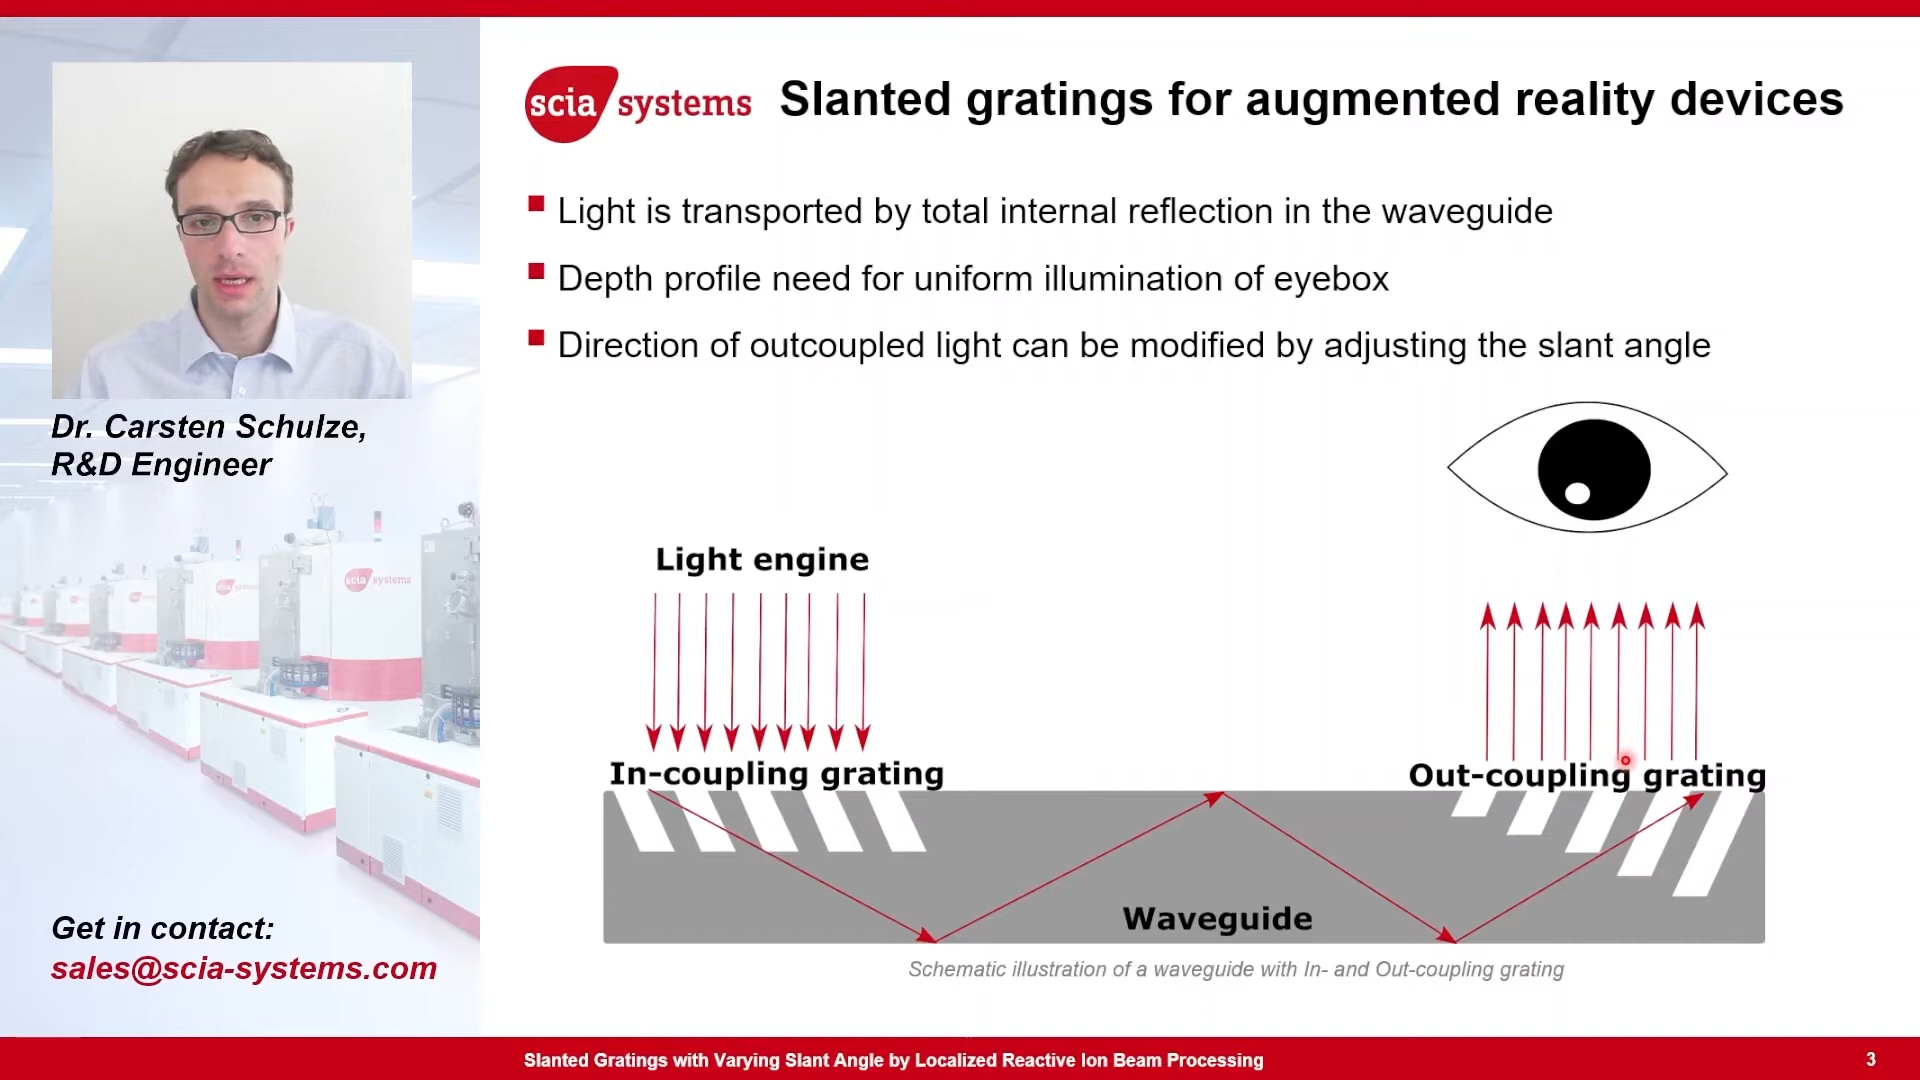 scia systems
Slanted gratings for augmented reality devices
Light is transported by total internal reflection in the waveguide
Depth profile need for uniform illumination of eyebox
Direction of outcoupled light can be modified by adjusting the slant angle
Dr. Carsten Schulze,
R&D Engineer
scia systems
scia systems
Get in contact:
sales@scia-systems.com
Light engine
In-coupling grating
Out-coupling grating
Waveguide
Schematic illustration of a waveguide with In- and Out-coupling grating
Slanted Gratings with Varying Slant Angle by Localized Reactive Ion Beam Processing
3